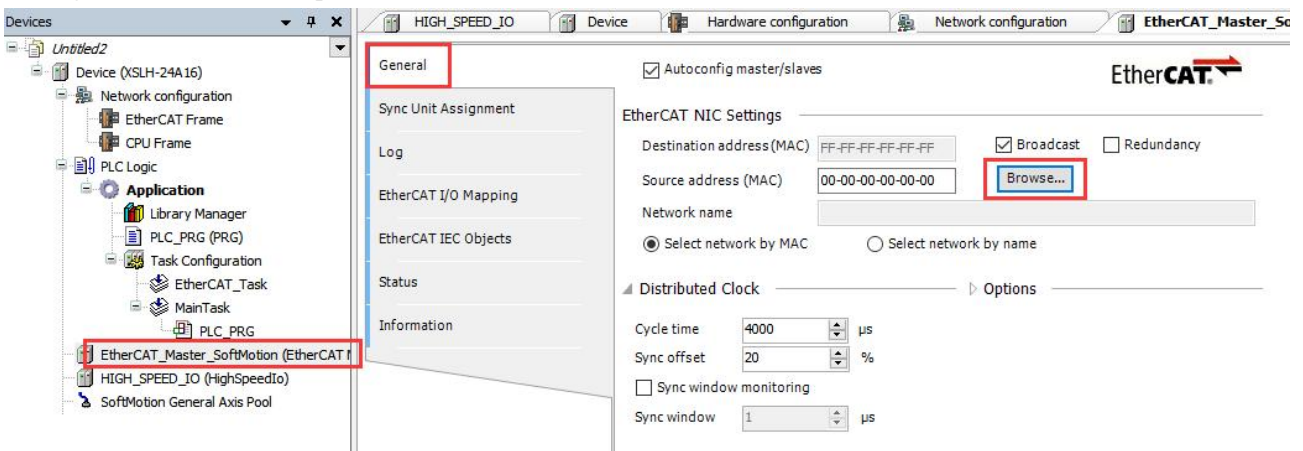 Devices
HIGH_SPEED_IO
Device
Hardware configuration
Network configuration
EtherCAT_Master_So
Untitled2
Device (XSLH-24A16)
Network configuration
EtherCAT Frame
CPU Frame
PLC Logic
Application
Library Manager
PLC_PRG (PRG)
Task Configuration
EtherCAT_Task
MainTask
PLC_PRG
EtherCAT_Master_SoftMotion (EtherCAT M
HIGH_SPEED_IO (HighSpeedIo)
SoftMotion General Axis Pool
General
Sync Unit Assignment
Log
EtherCAT I/O Mapping
EtherCAT IEC Objects
Status
Information
Autoconfig master/slaves
EtherCAT
EtherCAT NIC Settings
Destination address (MAC) FF-FF-FF-FF-FF-FF Broadcast Redundancy
Source address (MAC) 00-00-00-00-00-00 Browse...
Network name
Select network by MAC Select network by name
Distributed Clock Options
Cycle time 4000 µs
Sync offset 20 %
Sync window monitoring
Sync window 1 µs